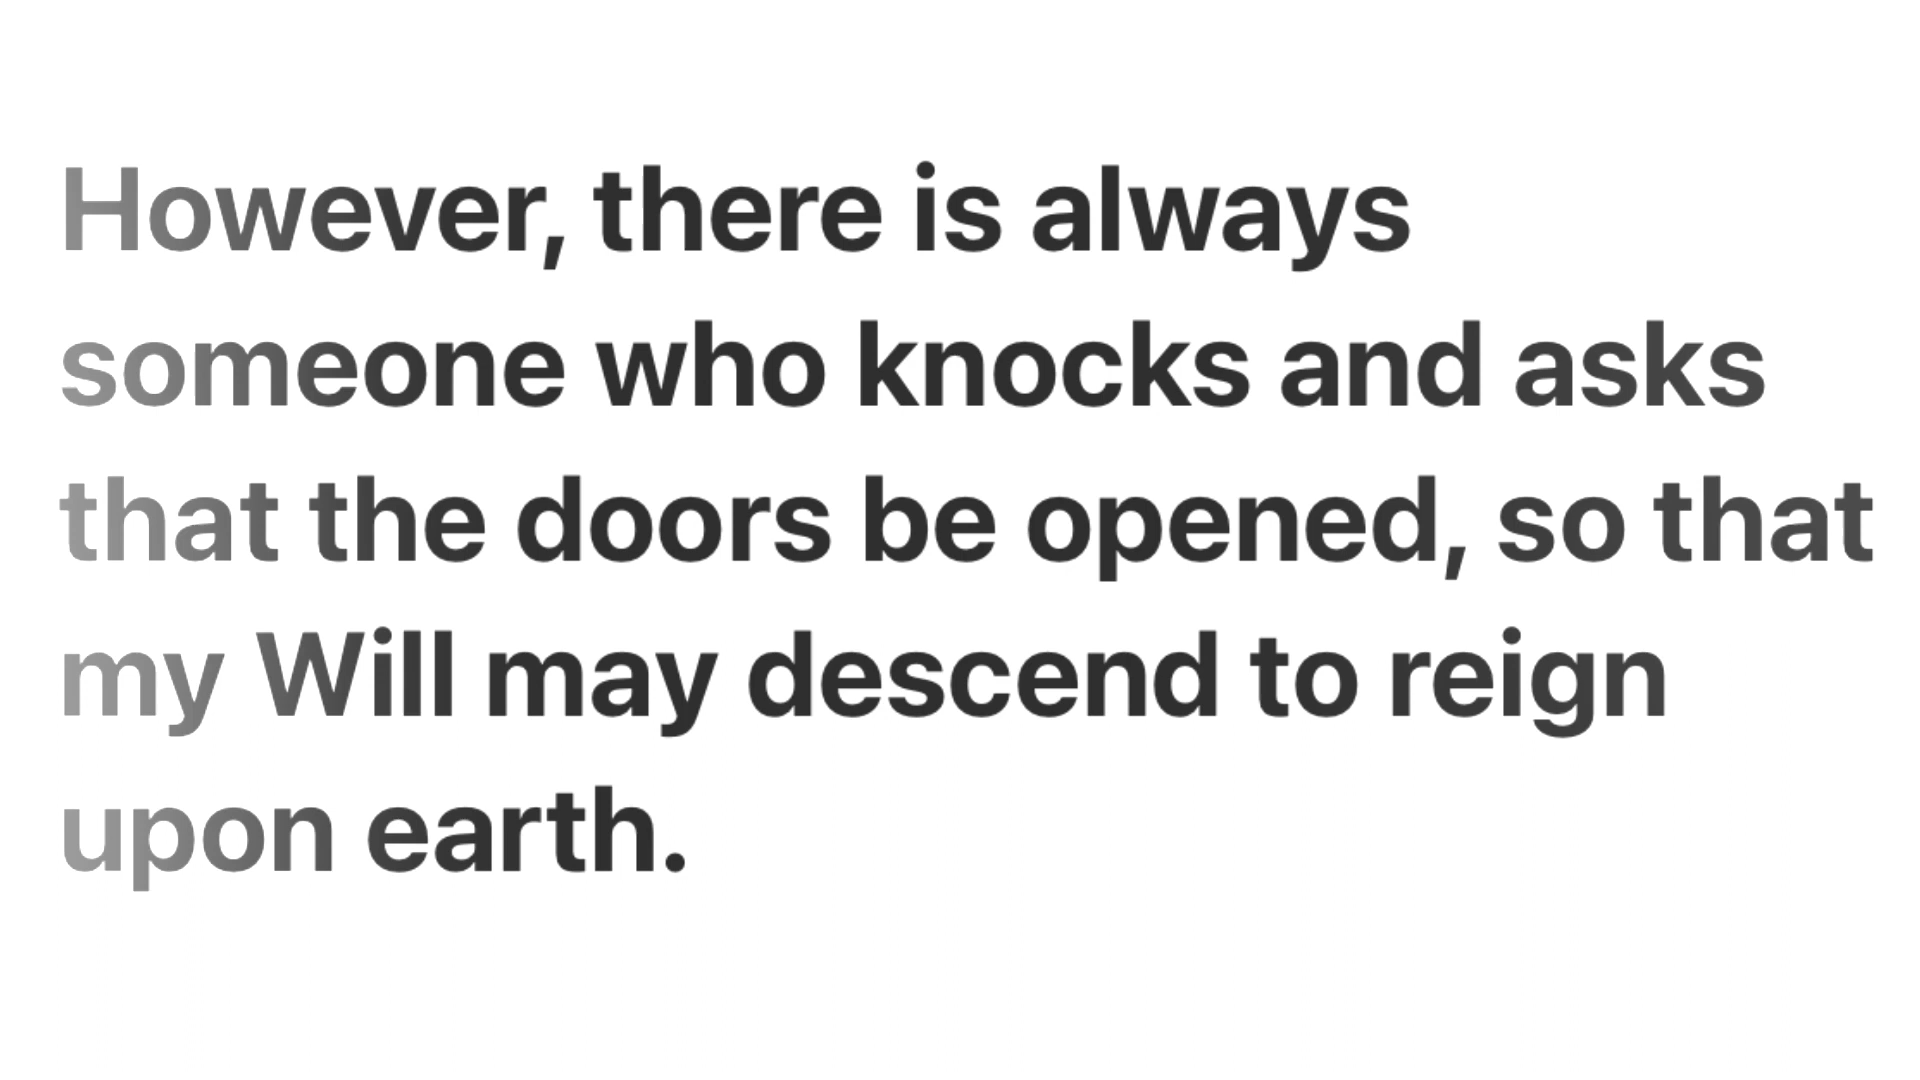 However, there is always
someone who knocks and asks
that the doors be opened, so that
my Will may descend to reign
upon earth.